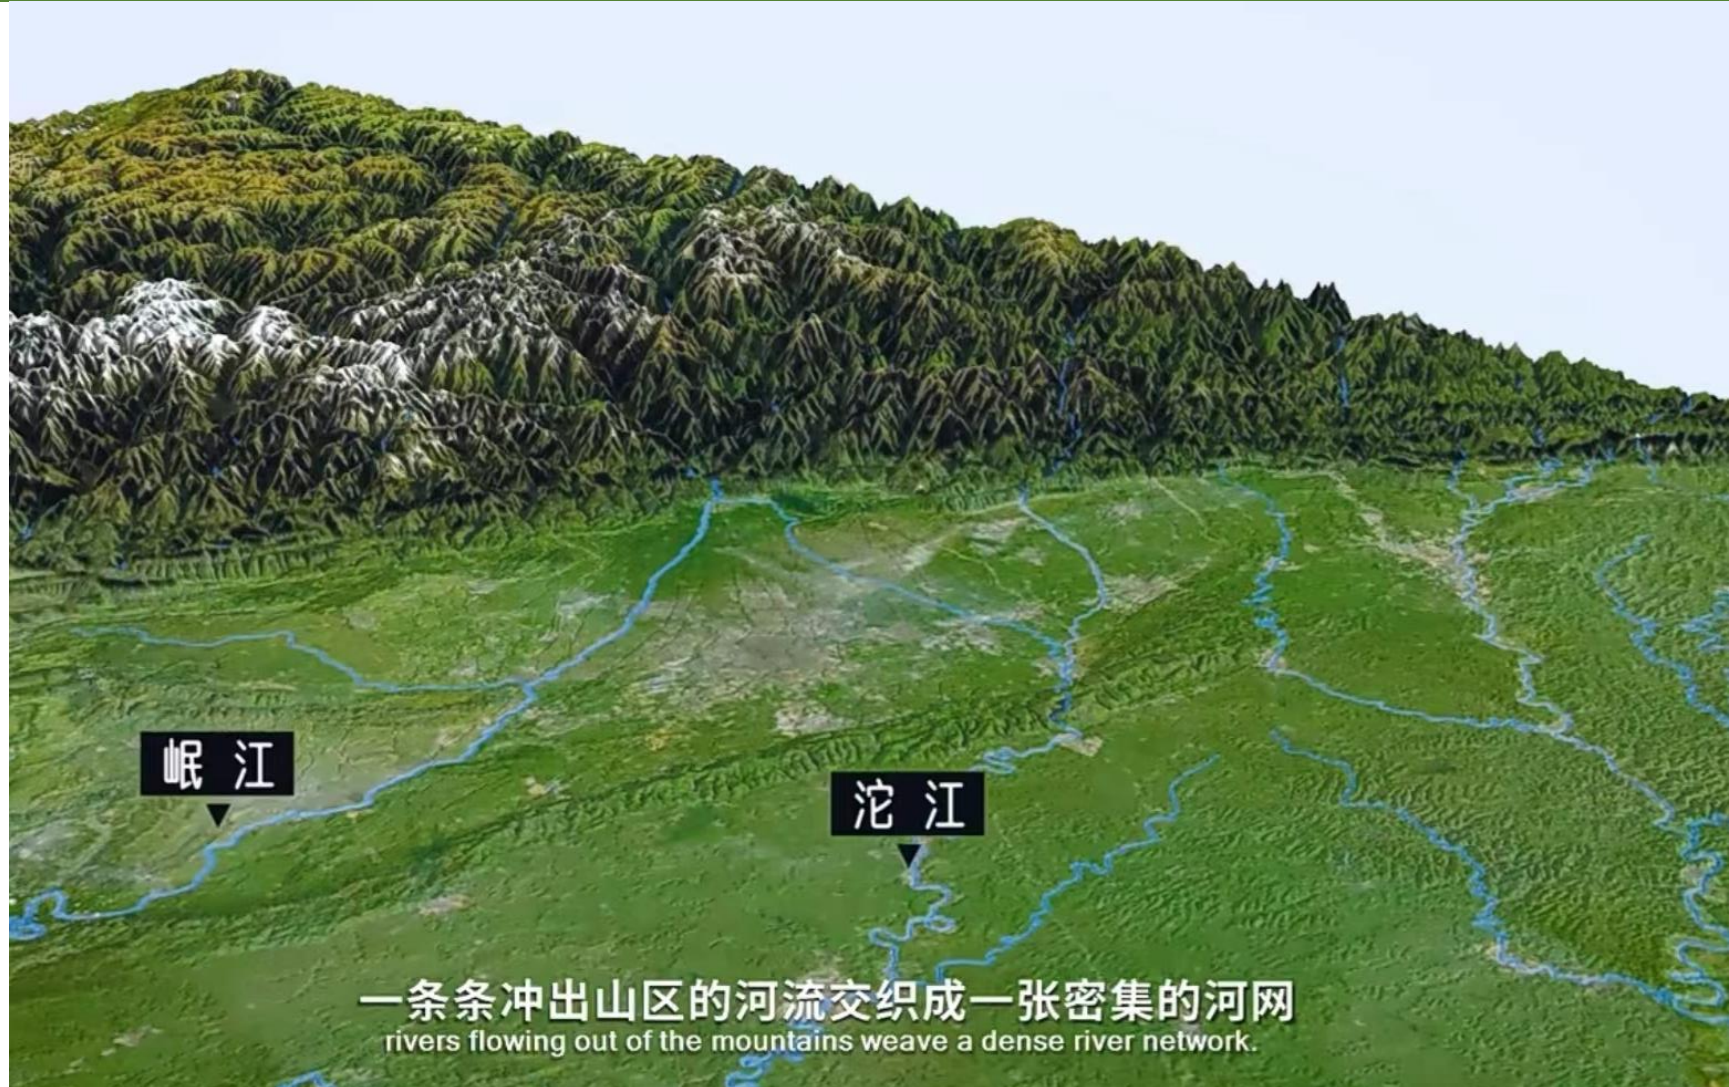 岷江
沱江
一条条冲出山区的河流交织成一张密集的河网
rivers flowing out of the mountains weave a dense river network.